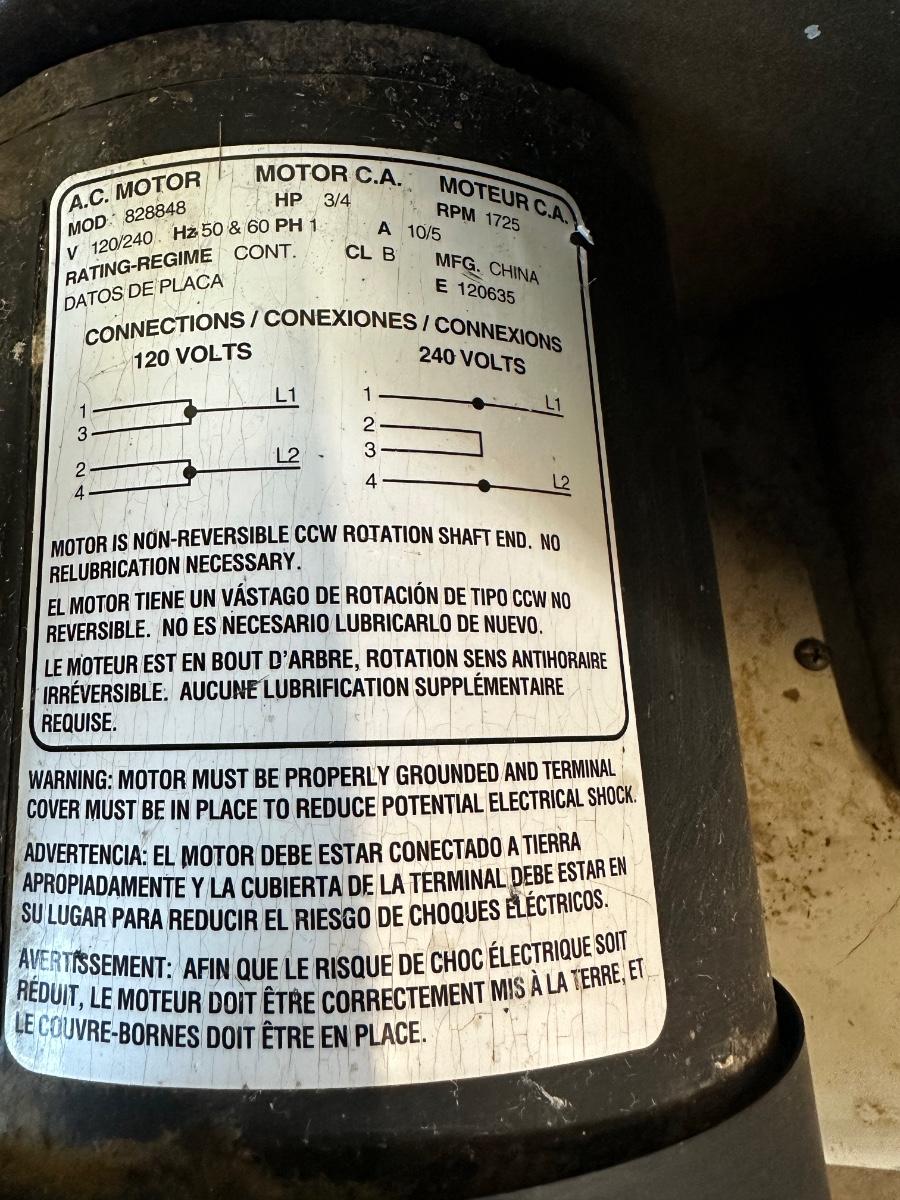 A.C. MOTOR MOTOR C.A. MOTEUR C.A.
MOD 828848 HP 3/4 RPM 1725
V 120/240 Hz 50 & 60 PH 1 A 10/5
RATING-REGIME CONT. CL B MFG. CHINA
DATOS DE PLACA E 120635
CONNECTIONS / CONEXIONES / CONNEXIONS
120 VOLTS 240 VOLTS
1 L1 1 L1
3 2
2 L2 3
4 4 L2
MOTOR IS NON-REVERSIBLE CCW ROTATION SHAFT END. NO
RELUBRICATION NECESSARY.
EL MOTOR TIENE UN VÁSTAGO DE ROTACIÓN DE TIPO CCW NO
REVERSIBLE. NO ES NECESARIO LUBRICARLO DE NUEVO.
LE MOTEUR EST EN BOUT D'ARBRE, ROTATION SENS ANTIHORAIRE
IRRÉVERSIBLE. AUCUNE LUBRIFICATION SUPPLÉMENTAIRE
REQUISE.
WARNING: MOTOR MUST BE PROPERLY GROUNDED AND TERMINAL
COVER MUST BE IN PLACE TO REDUCE POTENTIAL ELECTRICAL SHOCK.
ADVERTENCIA: EL MOTOR DEBE ESTAR CONECTADO A TIERRA
APROPIADAMENTE Y LA CUBIERTA DE LA TERMINAL DEBE ESTAR EN
SU LUGAR PARA REDUCIR EL RIESGO DE CHOQUES ELÉCTRICOS.
AVERTISSEMENT: AFIN QUE LE RISQUE DE CHOC ÉLECTRIQUE SOIT
RÉDUIT, LE MOTEUR DOIT ÊTRE CORRECTEMENT MIS À LA TERRE, ET
LE COUVRE-BORNES DOIT ÊTRE EN PLACE.